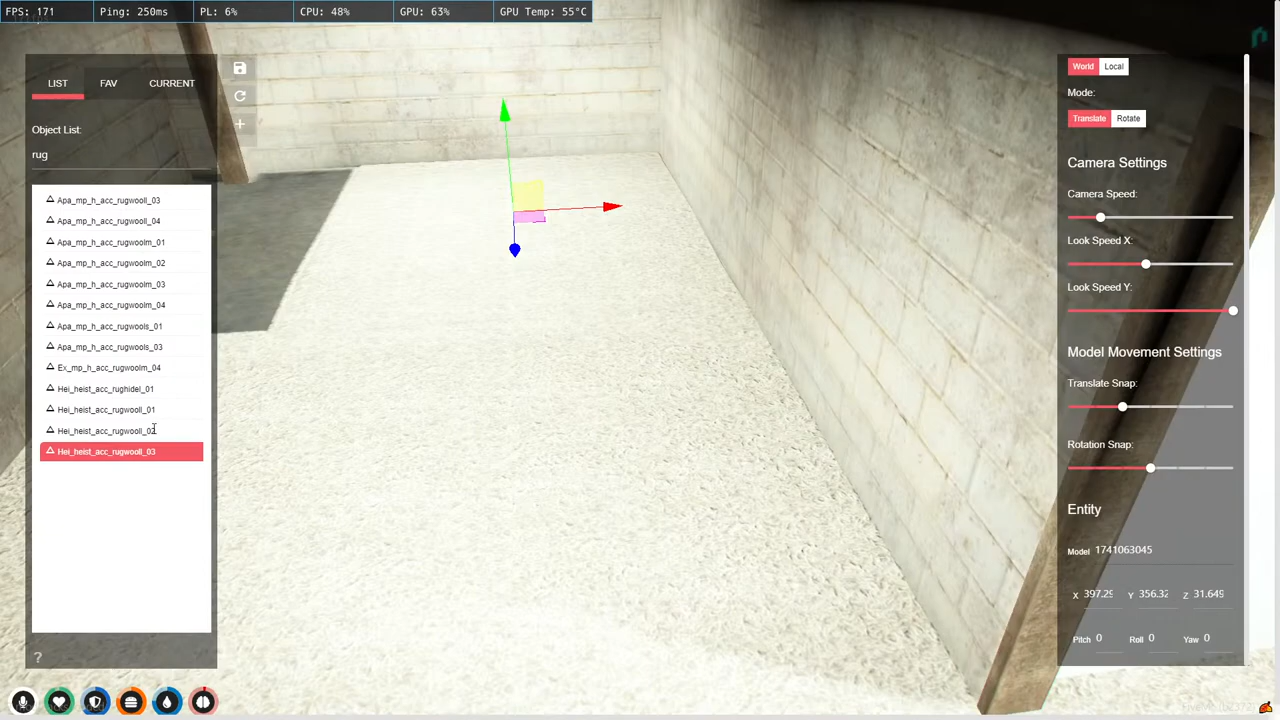 FPS: 171 Ping: 250ms PL: 6% CPU: 48% GPU: 63% GPU Temp: 55°C
LIST FAV CURRENT
Object List:
rug
Apa_mp_h_acc_rugwooll_03
Apa_mp_h_acc_rugwooll_04
Apa_mp_h_acc_rugwoolm_01
Apa_mp_h_acc_rugwoolm_02
Apa_mp_h_acc_rugwoolm_03
Apa_mp_h_acc_rugwoolm_04
Apa_mp_h_acc_rugwools_01
Apa_mp_h_acc_rugwools_03
Ex_mp_h_acc_rugwoolm_04
Hei_heist_acc_rughidel_01
Hei_heist_acc_rugwooll_01
Hei_heist_acc_rugwooll_02
Hei_heist_acc_rugwooll_03
?
World Local
Mode:
Translate Rotate
Camera Settings
Camera Speed:
Look Speed X:
Look Speed Y:
Model Movement Settings
Translate Snap:
Rotation Snap:
Entity
Model 1741063045
X 397.29 Y 356.32 Z 31.649
Pitch 0 Roll 0 Yaw 0